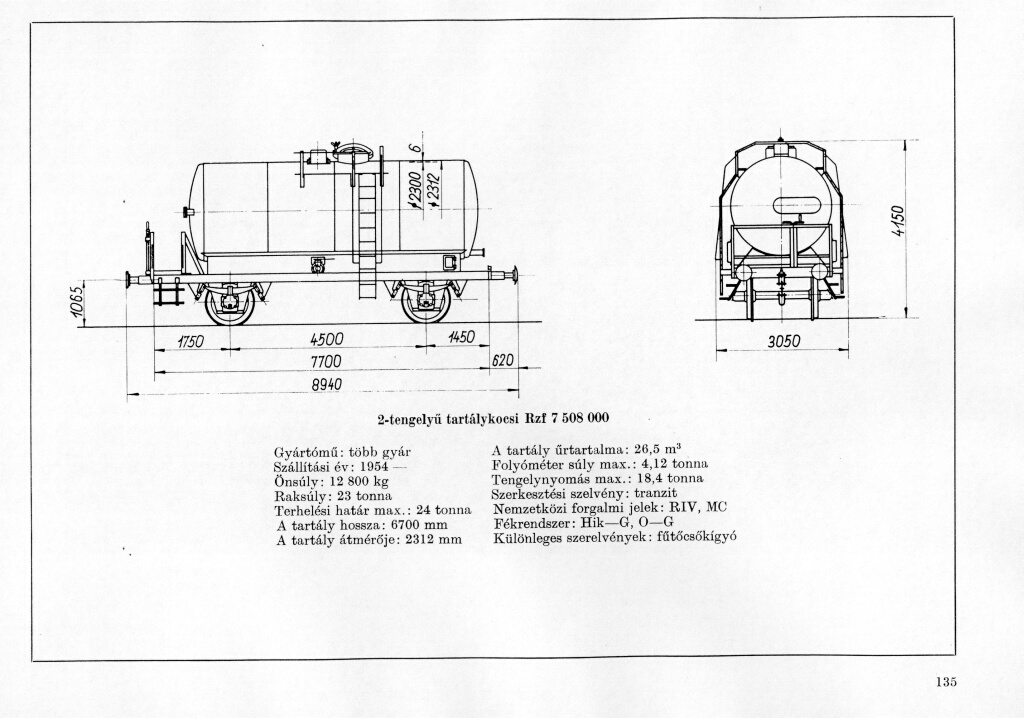 6
⌀2300
⌀2312
4150
1065
1750
4500
1450
3050
7700
620
8940
2-tengelyű tartálykocsi Rzf 7 508 000
Gyártómű: több gyár
Szállítási év: 1954 —
Önsúly: 12 800 kg
Raksúly: 23 tonna
Terhelési határ max.: 24 tonna
A tartály hossza: 6700 mm
A tartály átmérője: 2312 mm
A tartály űrtartalma: 26,5 m³
Folyóméter súly max.: 4,12 tonna
Tengelynyomás max.: 18,4 tonna
Szerkesztési szelvény: tranzit
Nemzetközi forgalmi jelek: RIV, MC
Fékrendszer: Hik—G, O—G
Különleges szerelvények: fűtőcsőkígyó
135